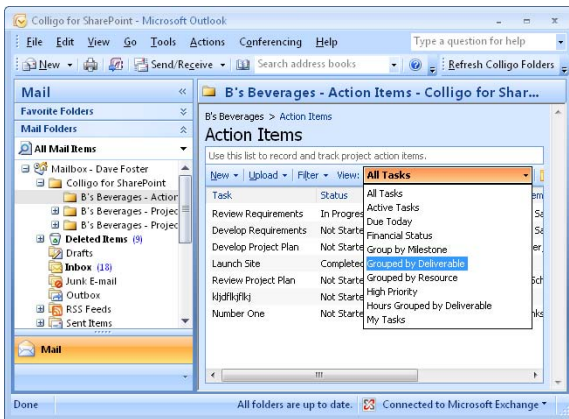 Colligo for SharePoint - Microsoft Outlook
File Edit View Go Tools Actions Conferencing Help Type a question for help
New Send/Receive Search address books Refresh Colligo Folders
Mail
Favorite Folders
Mail Folders
All Mail Items
Mailbox - Dave Foster
Colligo for SharePoint
B's Beverages - Action
B's Beverages - Projec
B's Beverages - Projec
Deleted Items (9)
Drafts
Inbox (18)
Junk E-mail
Outbox
RSS Feeds
Sent Items
Mail
B's Beverages - Action Items - Colligo for Shar...
B's Beverages > Action Items
Action Items
Use this list to record and track project action items.
New Upload Filter View: All Tasks
Task Status
Review Requirements In Progres
Develop Requirements Not Starte
Develop Project Plan Not Starte
Launch Site Completed
Review Project Plan Not Starte
kljdflkjflkj Not Starte
Number One Not Starte
All Tasks
Active Tasks
Due Today
Financial Status
Group by Milestone
Grouped by Deliverable
Grouped by Resource
High Priority
Hours Grouped by Deliverable
My Tasks
Done All folders are up to date. Connected to Microsoft Exchange